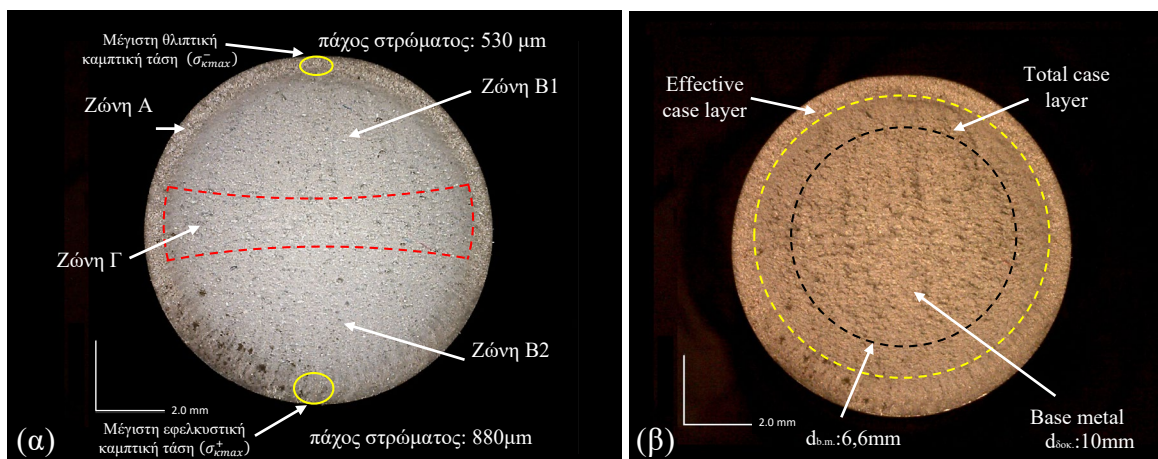 Μέγιστη θλιπτική
καμπτική τάση (σ⁻κmax)
πάχος στρώματος: 530 μm
Ζώνη Β1
Ζώνη Α
Ζώνη Γ
Ζώνη Β2
2.0 mm
Μέγιστη εφελκυστική
καμπτική τάση (σ⁺κmax)
πάχος στρώματος: 880μm
(α)
Effective
case layer
Total case
layer
2.0 mm
Base metal
d_b.m.:6,6mm
d_δοκ.:10mm
(β)